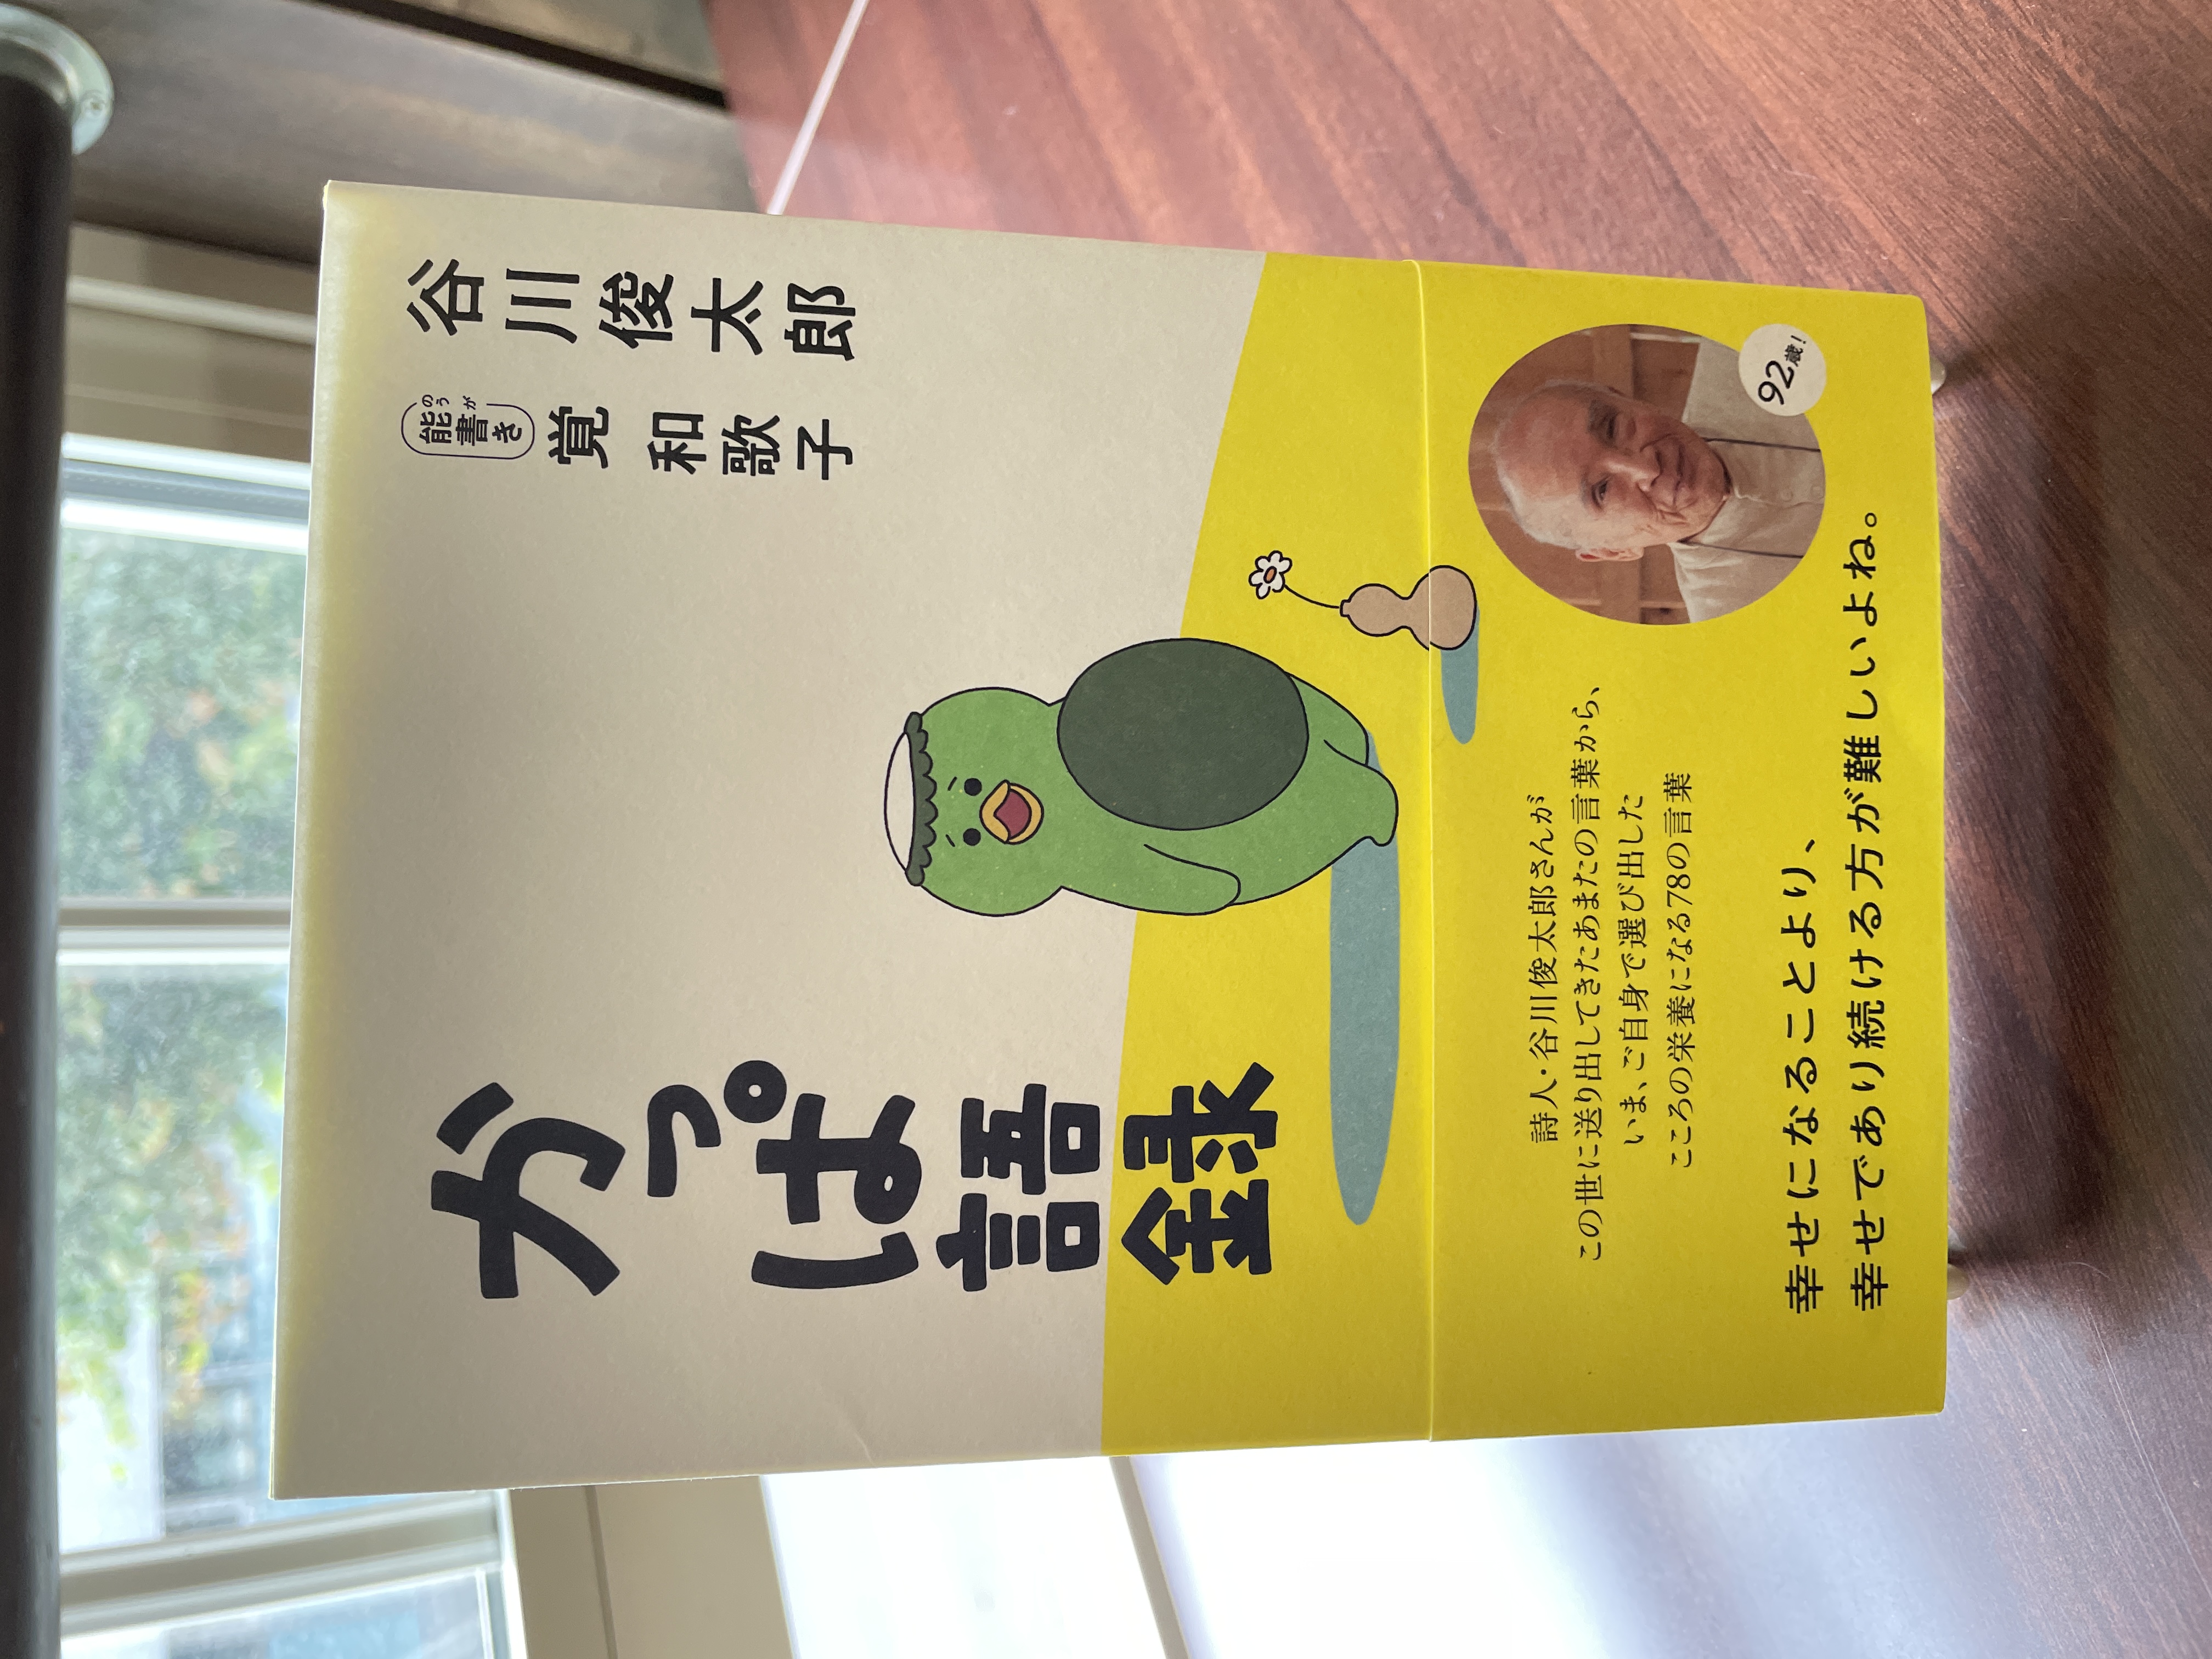 かっぱ語録
谷川俊太郎
能書き
のうがき
覚和歌子
詩人・谷川俊太郎さんが
この世に送り出してきたあまたの言葉から、
いま、ご自身で選び出した
こころの栄養になる78の言葉
92歳!
幸せになることより、
幸せであり続ける方が難しいよね。